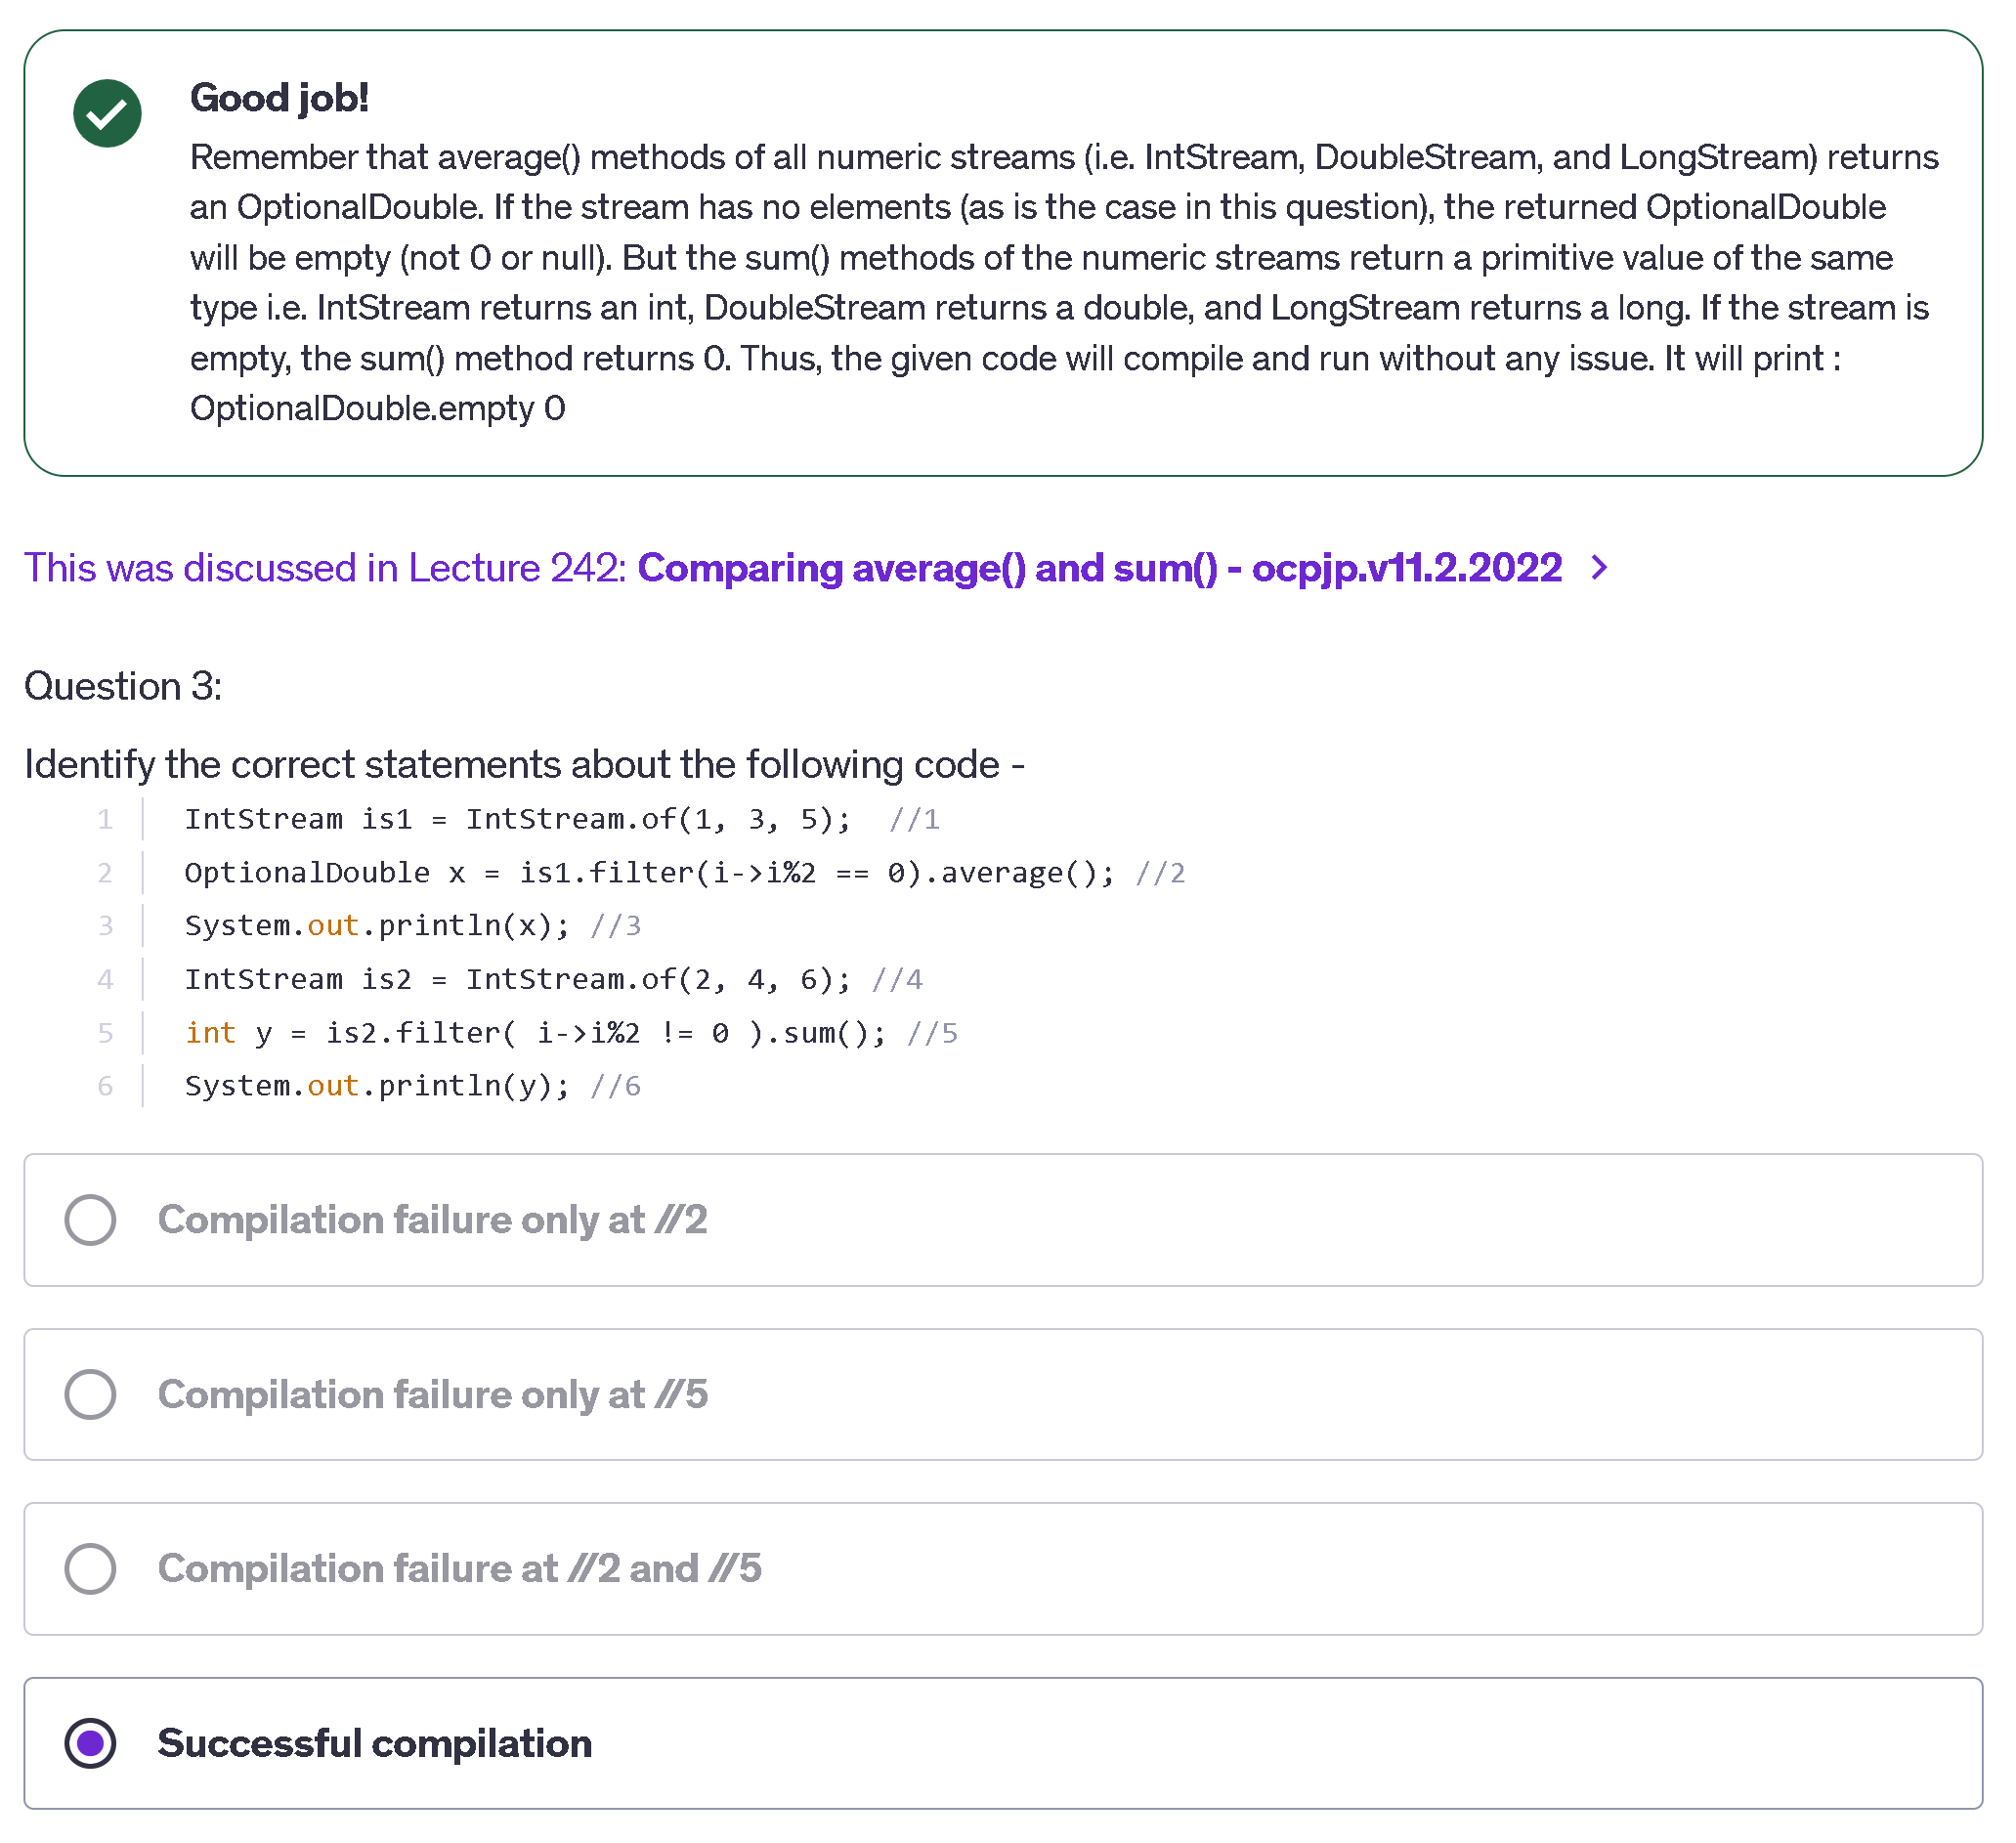 Good job!
Remember that average() methods of all numeric streams (i.e. IntStream, DoubleStream, and LongStream) returns
an OptionalDouble. If the stream has no elements (as is the case in this question), the returned OptionalDouble
will be empty (not 0 or null). But the sum() methods of the numeric streams return a primitive value of the same
type i.e. IntStream returns an int, DoubleStream returns a double, and LongStream returns a long. If the stream is
empty, the sum() method returns 0. Thus, the given code will compile and run without any issue. It will print :
OptionalDouble.empty 0
This was discussed in Lecture 242: Comparing average() and sum() - ocpjp.v11.2.2022
Question 3:
Identify the correct statements about the following code -
1 IntStream is1 = IntStream.of(1, 3, 5);  //1
2 OptionalDouble x = is1.filter(i->i%2 == 0).average(); //2
3 System.out.println(x); //3
4 IntStream is2 = IntStream.of(2, 4, 6); //4
5 int y = is2.filter( i->i%2 != 0 ).sum(); //5
6 System.out.println(y); //6
Compilation failure only at //2
Compilation failure only at //5
Compilation failure at //2 and //5
Successful compilation